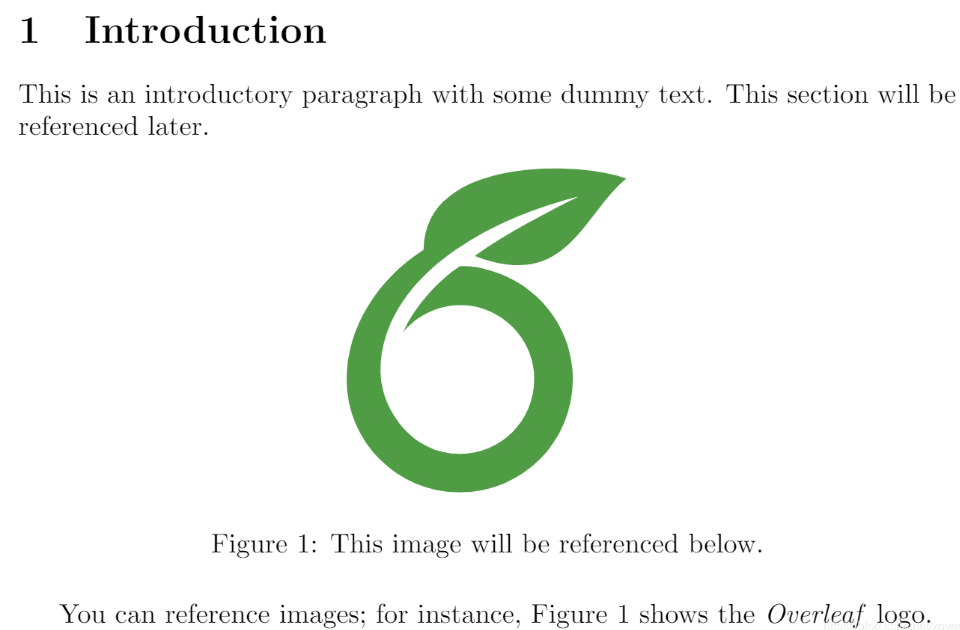 1 Introduction
This is an introductory paragraph with some dummy text. This section will be
referenced later.
Figure 1: This image will be referenced below.
You can reference images; for instance, Figure 1 shows the Overleaf logo.